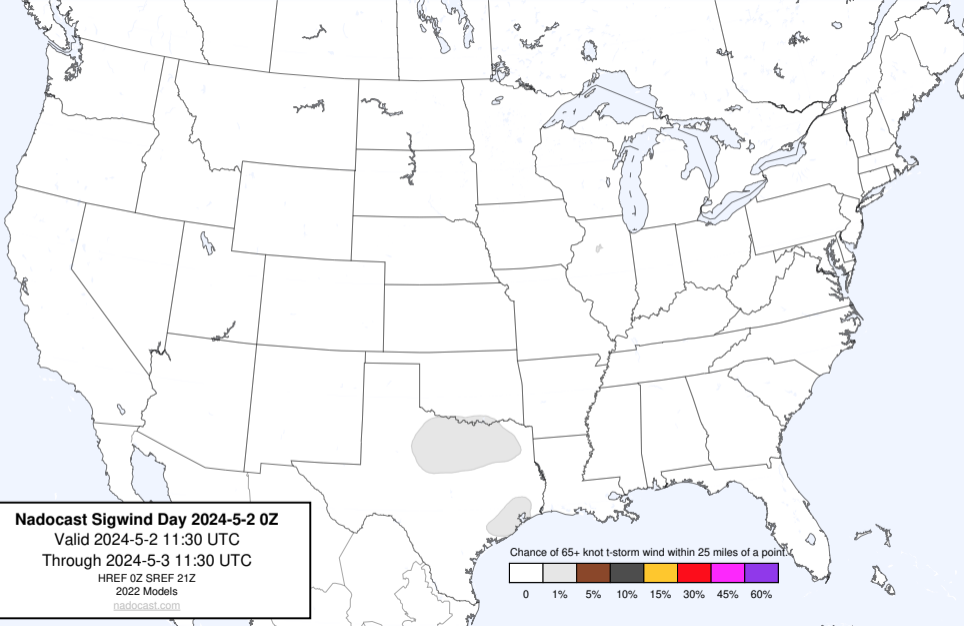 Nadocast Sigwind Day 2024-5-2 0Z
Valid 2024-5-2 11:30 UTC
Through 2024-5-3 11:30 UTC
HREF 0Z SREF 21Z
2022 Models
nadocast.com
Chance of 65+ knot t-storm wind within 25 miles of a point.
0 1% 5% 10% 15% 30% 45% 60%